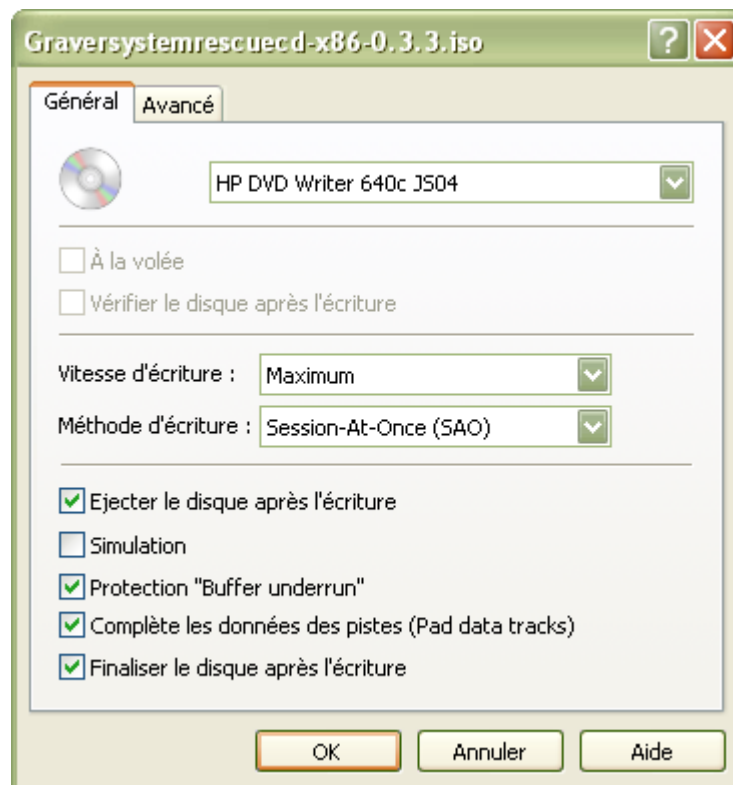 Graversystemrescuecd-x86-0.3.3.iso
Général Avancé
HP DVD Writer 640c JS04
À la volée
Vérifier le disque après l'écriture
Vitesse d'écriture : Maximum
Méthode d'écriture : Session-At-Once (SAO)
Ejecter le disque après l'écriture
Simulation
Protection "Buffer underrun"
Complète les données des pistes (Pad data tracks)
Finaliser le disque après l'écriture
OK Annuler Aide